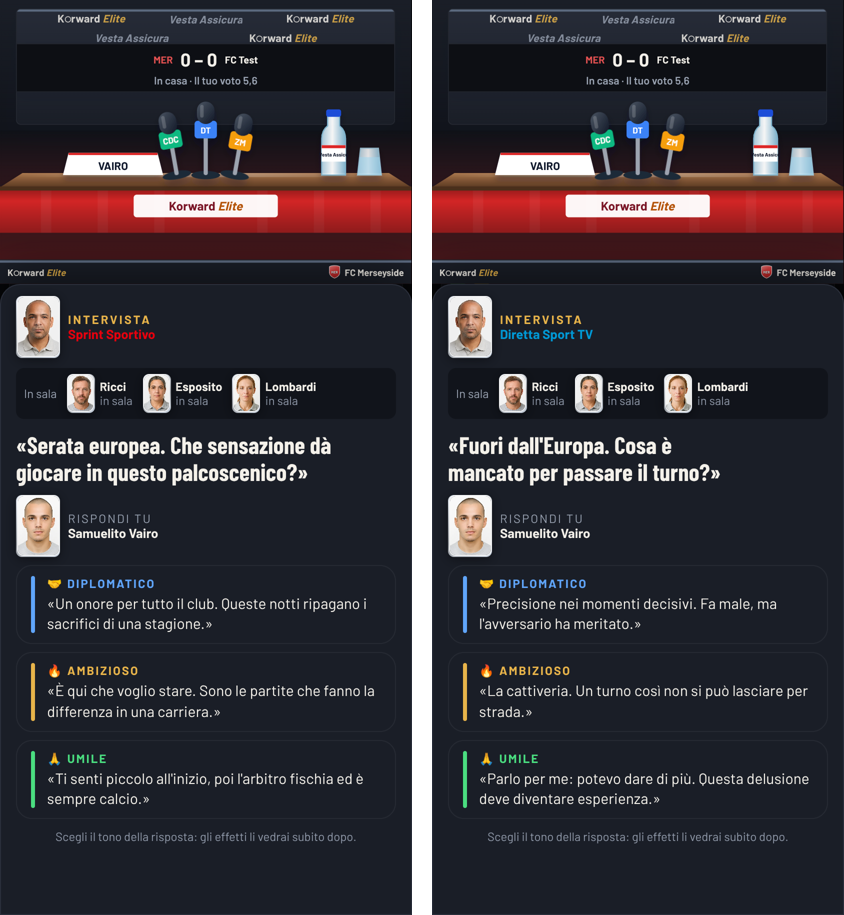 Korward Elite
Vesta Assicura
Korward Elite
Vesta Assicura
Korward Elite
MER 0 – 0 FC Test
In casa · Il tuo voto 5,6
CDC
DT
ZM
VAIRO
Korward Elite
Korward Elite
FC Merseyside
INTERVISTA
Sprint Sportivo
In sala
Ricci
in sala
Esposito
in sala
Lombardi
in sala
«Serata europea. Che sensazione dà
giocare in questo palcoscenico?»
RISPONDI TU
Samuelito Vairo
DIPLOMATICO
«Un onore per tutto il club. Queste notti ripagano i
sacrifici di una stagione.»
AMBIZIOSO
«È qui che voglio stare. Sono le partite che fanno la
differenza in una carriera.»
UMILE
«Ti senti piccolo all'inizio, poi l'arbitro fischia ed è
sempre calcio.»
Scegli il tono della risposta: gli effetti li vedrai subito dopo.
Korward Elite
Vesta Assicura
Korward Elite
Vesta Assicura
Korward Elite
MER 0 – 0 FC Test
In casa · Il tuo voto 5,6
CDC
DT
ZM
VAIRO
Korward Elite
Korward Elite
FC Merseyside
INTERVISTA
Diretta Sport TV
In sala
Ricci
in sala
Esposito
in sala
Lombardi
in sala
«Fuori dall'Europa. Cosa è
mancato per passare il turno?»
RISPONDI TU
Samuelito Vairo
DIPLOMATICO
«Precisione nei momenti decisivi. Fa male, ma
l'avversario ha meritato.»
AMBIZIOSO
«La cattiveria. Un turno così non si può lasciare per
strada.»
UMILE
«Parlo per me: potevo dare di più. Questa delusione
deve diventare esperienza.»
Scegli il tono della risposta: gli effetti li vedrai subito dopo.